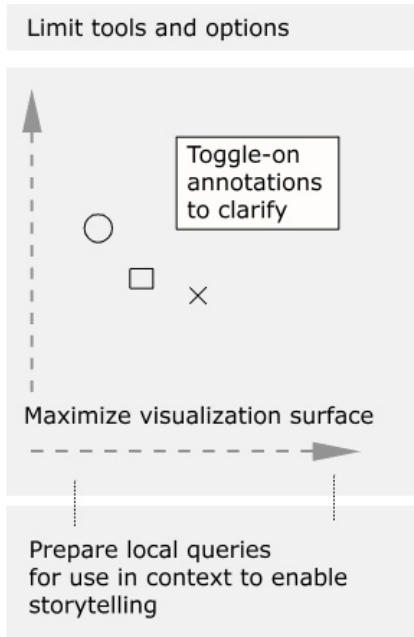 Limit tools and options
Toggle-on
annotations
to clarify
Maximize visualization surface
Prepare local queries
for use in context to enable
storytelling